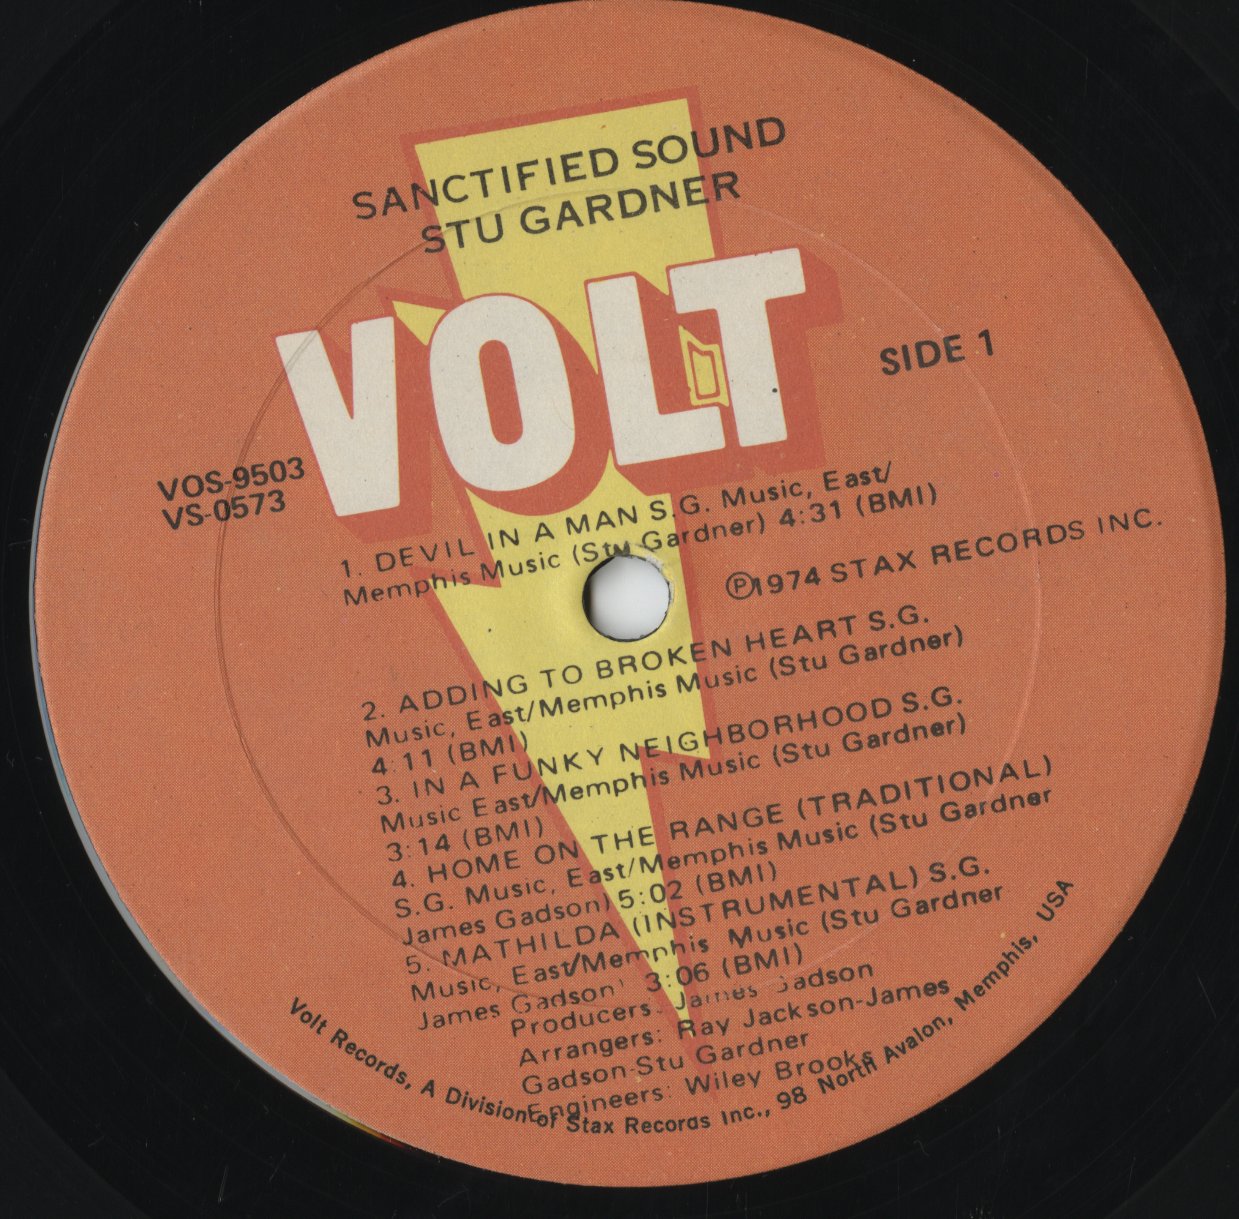 SANCTIFIED SOUND
STU GARDNER
VOLT
SIDE 1
VOS-9503
VS-0573
1. DEVIL IN A MAN S.G. Music, East/
Memphis Music (Stu Gardner) 4:31 (BMI)
Ⓟ1974 STAX RECORDS INC.
2. ADDING TO BROKEN HEART S.G.
Music, East/Memphis Music (Stu Gardner)
4:11 (BMI)
3. IN A FUNKY NEIGHBORHOOD S.G.
Music East/Memphis Music (Stu Gardner)
3:14 (BMI)
4. HOME ON THE RANGE (TRADITIONAL)
S.G. Music, East/Memphis Music (Stu Gardner
James Gadson) 5:02 (BMI)
5. MATHILDA (INSTRUMENTAL) S.G.
Music, East/Memphis Music (Stu Gardner
James Gadson) 3:06 (BMI)
Producers: James Gadson
Arrangers: Ray Jackson-James
Gadson-Stu Gardner
Engineers: Wiley Brooks
Volt Records, A Division of Stax Records Inc., 98 North Avalon, Memphis, USA